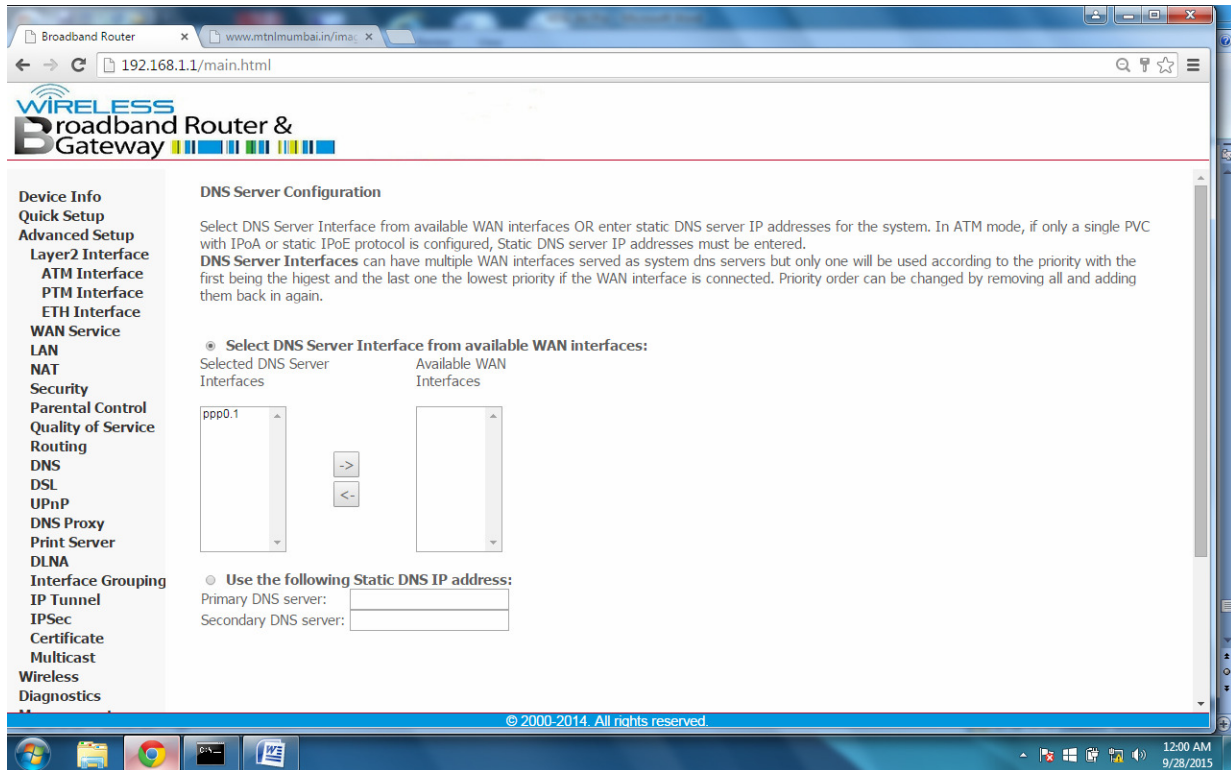 Broadband Router
www.mtnlmumbai.in/imag
192.168.1.1/main.html
WiRELESS
Broadband Router &
Gateway
Device Info
Quick Setup
Advanced Setup
Layer2 Interface
ATM Interface
PTM Interface
ETH Interface
WAN Service
LAN
NAT
Security
Parental Control
Quality of Service
Routing
DNS
DSL
UPnP
DNS Proxy
Print Server
DLNA
Interface Grouping
IP Tunnel
IPSec
Certificate
Multicast
Wireless
Diagnostics
DNS Server Configuration
Select DNS Server Interface from available WAN interfaces OR enter static DNS server IP addresses for the system. In ATM mode, if only a single PVC
with IPoA or static IPoE protocol is configured, Static DNS server IP addresses must be entered.
DNS Server Interfaces can have multiple WAN interfaces served as system dns servers but only one will be used according to the priority with the
first being the higest and the last one the lowest priority if the WAN interface is connected. Priority order can be changed by removing all and adding
them back in again.
Select DNS Server Interface from available WAN interfaces:
Selected DNS Server Available WAN
Interfaces Interfaces
ppp0.1
->
<-
Use the following Static DNS IP address:
Primary DNS server:
Secondary DNS server:
© 2000-2014. All rights reserved.
12:00 AM
9/28/2015